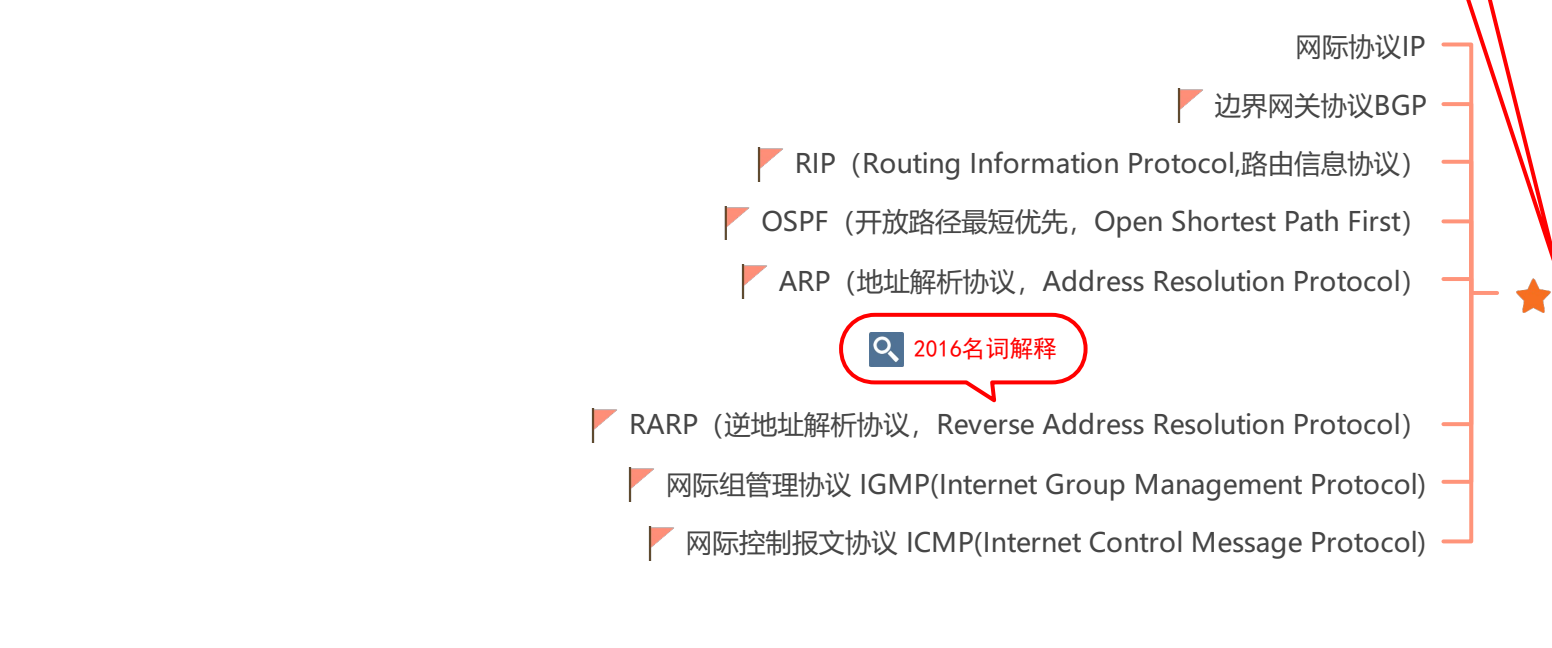 网际协议IP
边界网关协议BGP
RIP（Routing Information Protocol,路由信息协议）
OSPF（开放路径最短优先，Open Shortest Path First）
ARP（地址解析协议，Address Resolution Protocol）
2016名词解释
RARP（逆地址解析协议，Reverse Address Resolution Protocol）
网际组管理协议 IGMP(Internet Group Management Protocol)
网际控制报文协议 ICMP(Internet Control Message Protocol)